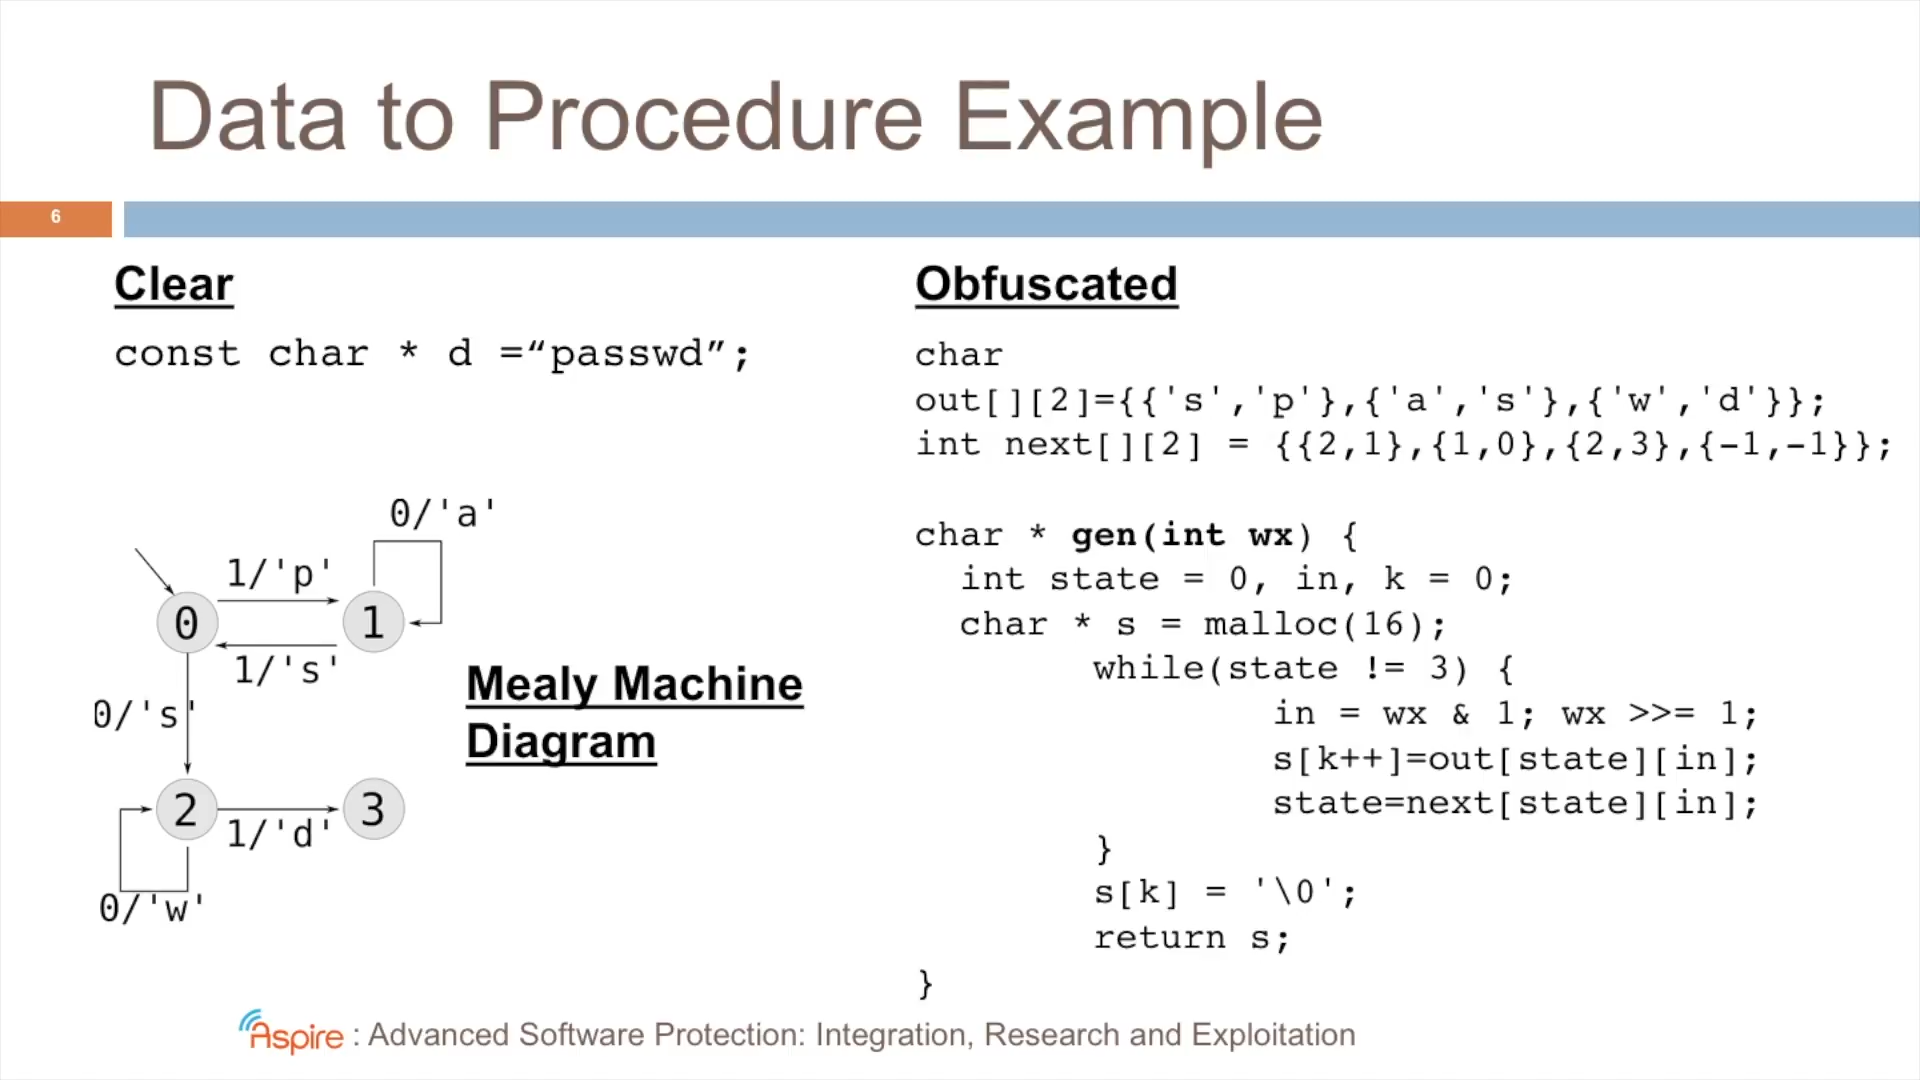 Data to Procedure Example
6
Clear
const char * d =“passwd”;
0/'a'
1/'p'
0
1
1/'s'
0/'s'
2
3
1/'d'
0/'w'
Mealy Machine
Diagram
Obfuscated
char
out[][2]={{'s','p'},{'a','s'},{'w','d'}};
int next[][2] = {{2,1},{1,0},{2,3},{-1,-1}};
char * gen(int wx) {
int state = 0, in, k = 0;
char * s = malloc(16);
while(state != 3) {
in = wx & 1; wx >>= 1;
s[k++]=out[state][in];
state=next[state][in];
}
s[k] = '\0';
return s;
}
Aspire : Advanced Software Protection: Integration, Research and Exploitation